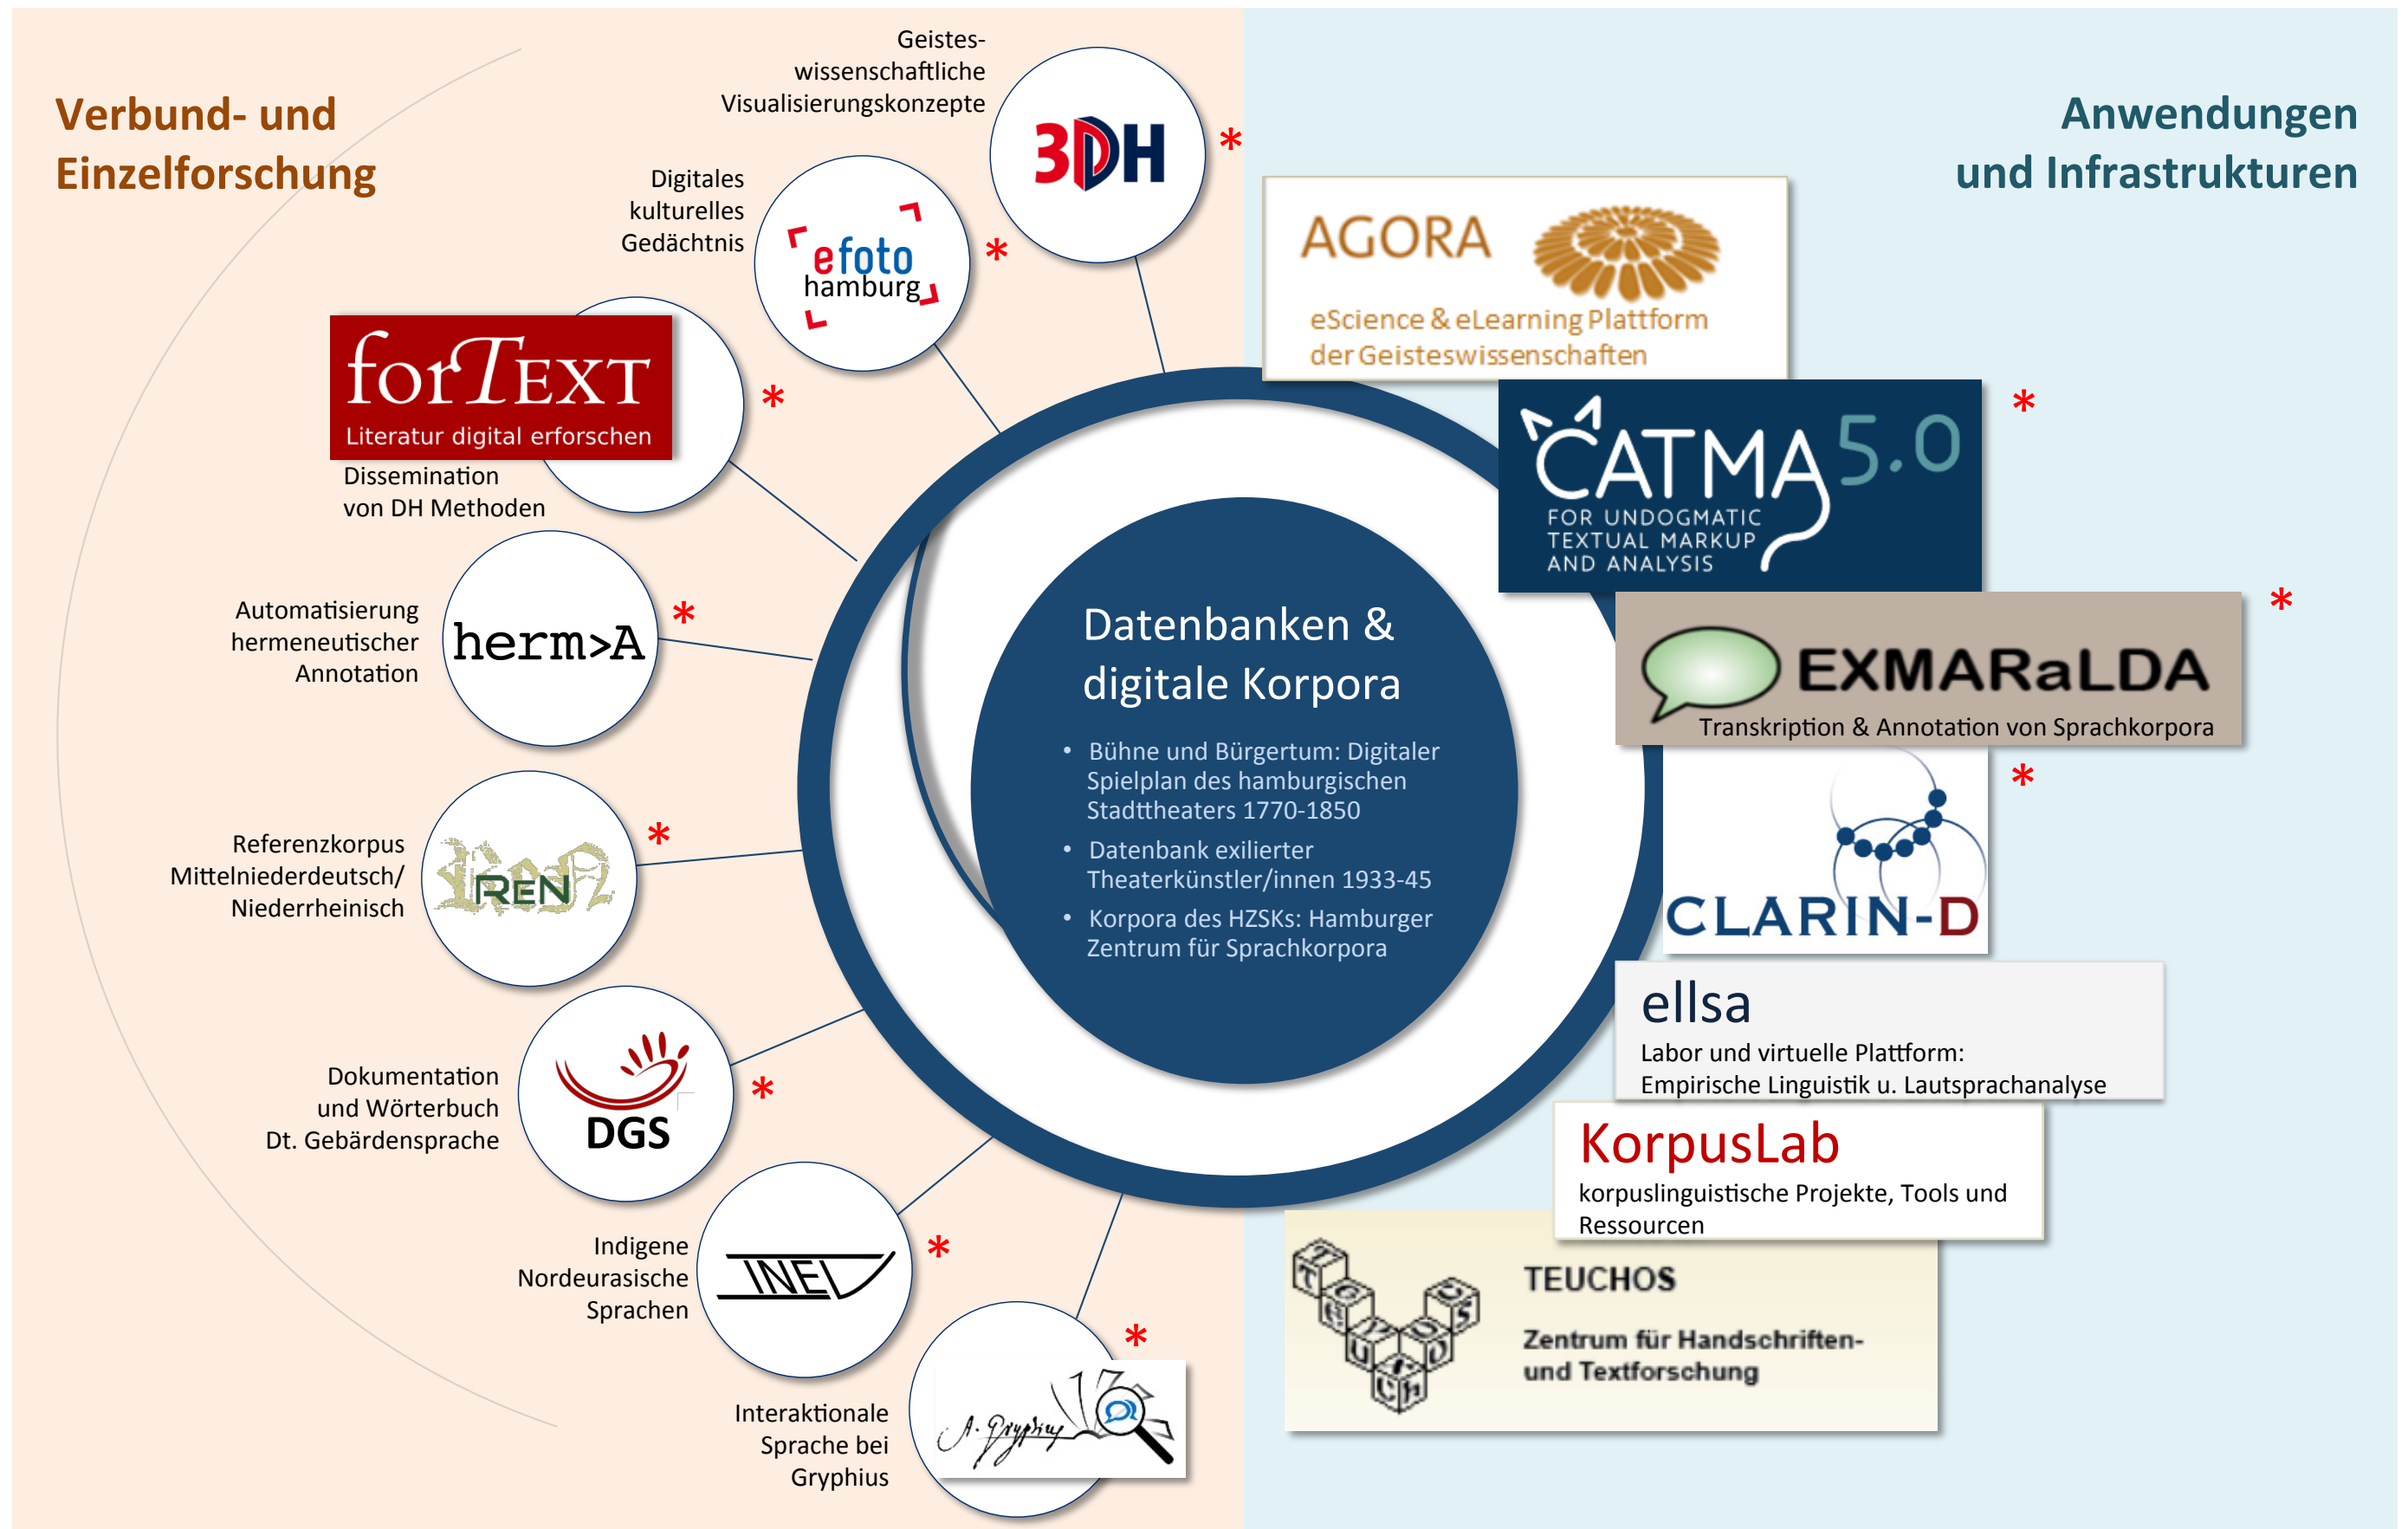 Verbund- und
Einzelforschung
Geistes-
wissenschaftliche
Visualisierungskonzepte
3DH
*
Digitales
kulturelles
Gedächtnis
efoto
hamburg
*
forTEXT
Literatur digital erforschen
*
Dissemination
von DH Methoden
Automatisierung
hermeneutischer
Annotation
herm>A
*
Referenzkorpus
Mittelniederdeutsch/
Niederrheinisch
ReN
REN
*
Dokumentation
und Wörterbuch
Dt. Gebärdensprache
DGS
*
Indigene
Nordeurasische
Sprachen
INEL
*
Interaktionale
Sprache bei
Gryphius
A. Gryphius
*
Datenbanken &
digitale Korpora
• Bühne und Bürgertum: Digitaler
Spielplan des hamburgischen
Stadttheaters 1770-1850
• Datenbank exilierter
Theaterkünstler/innen 1933-45
• Korpora des HZSKs: Hamburger
Zentrum für Sprachkorpora
Anwendungen
und Infrastrukturen
AGORA
eScience & eLearning Plattform
der Geisteswissenschaften
CATMA 5.0
*
FOR UNDOGMATIC
TEXTUAL MARKUP
AND ANALYSIS
EXMARaLDA
*
Transkription & Annotation von Sprachkorpora
CLARIN-D
*
ellsa
Labor und virtuelle Plattform:
Empirische Linguistik u. Lautsprachanalyse
KorpusLab
korpuslinguistische Projekte, Tools und
Ressourcen
TEUCHOS
Zentrum für Handschriften-
und Textforschung